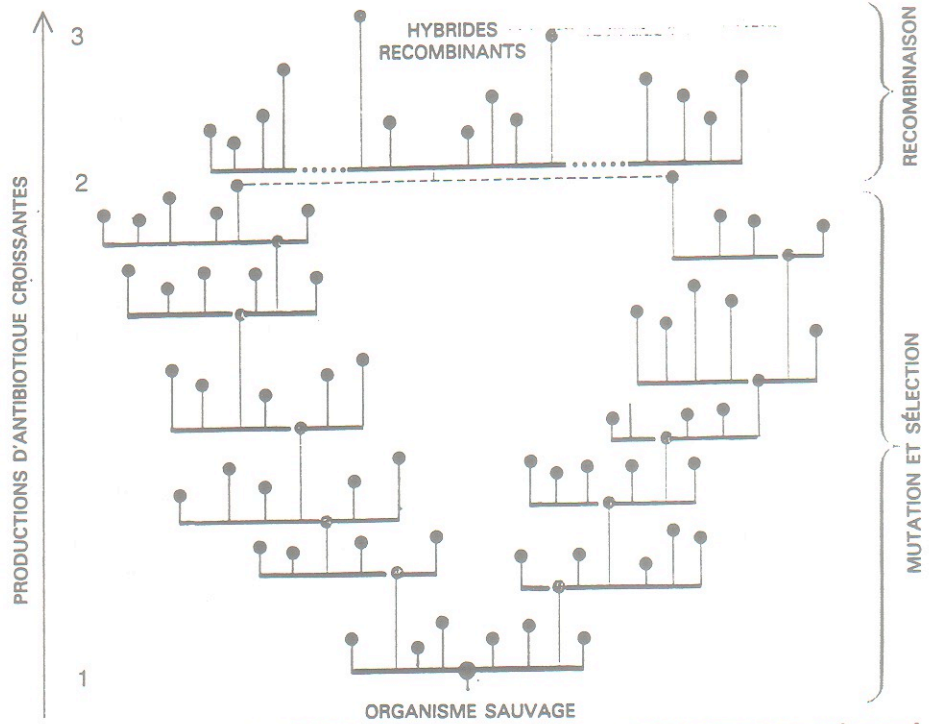 3
HYBRIDES
RECOMBINANTS
RECOMBINAISON
2
PRODUCTIONS D'ANTIBIOTIQUE CROISSANTES
MUTATION ET SÉLECTION
1
ORGANISME SAUVAGE